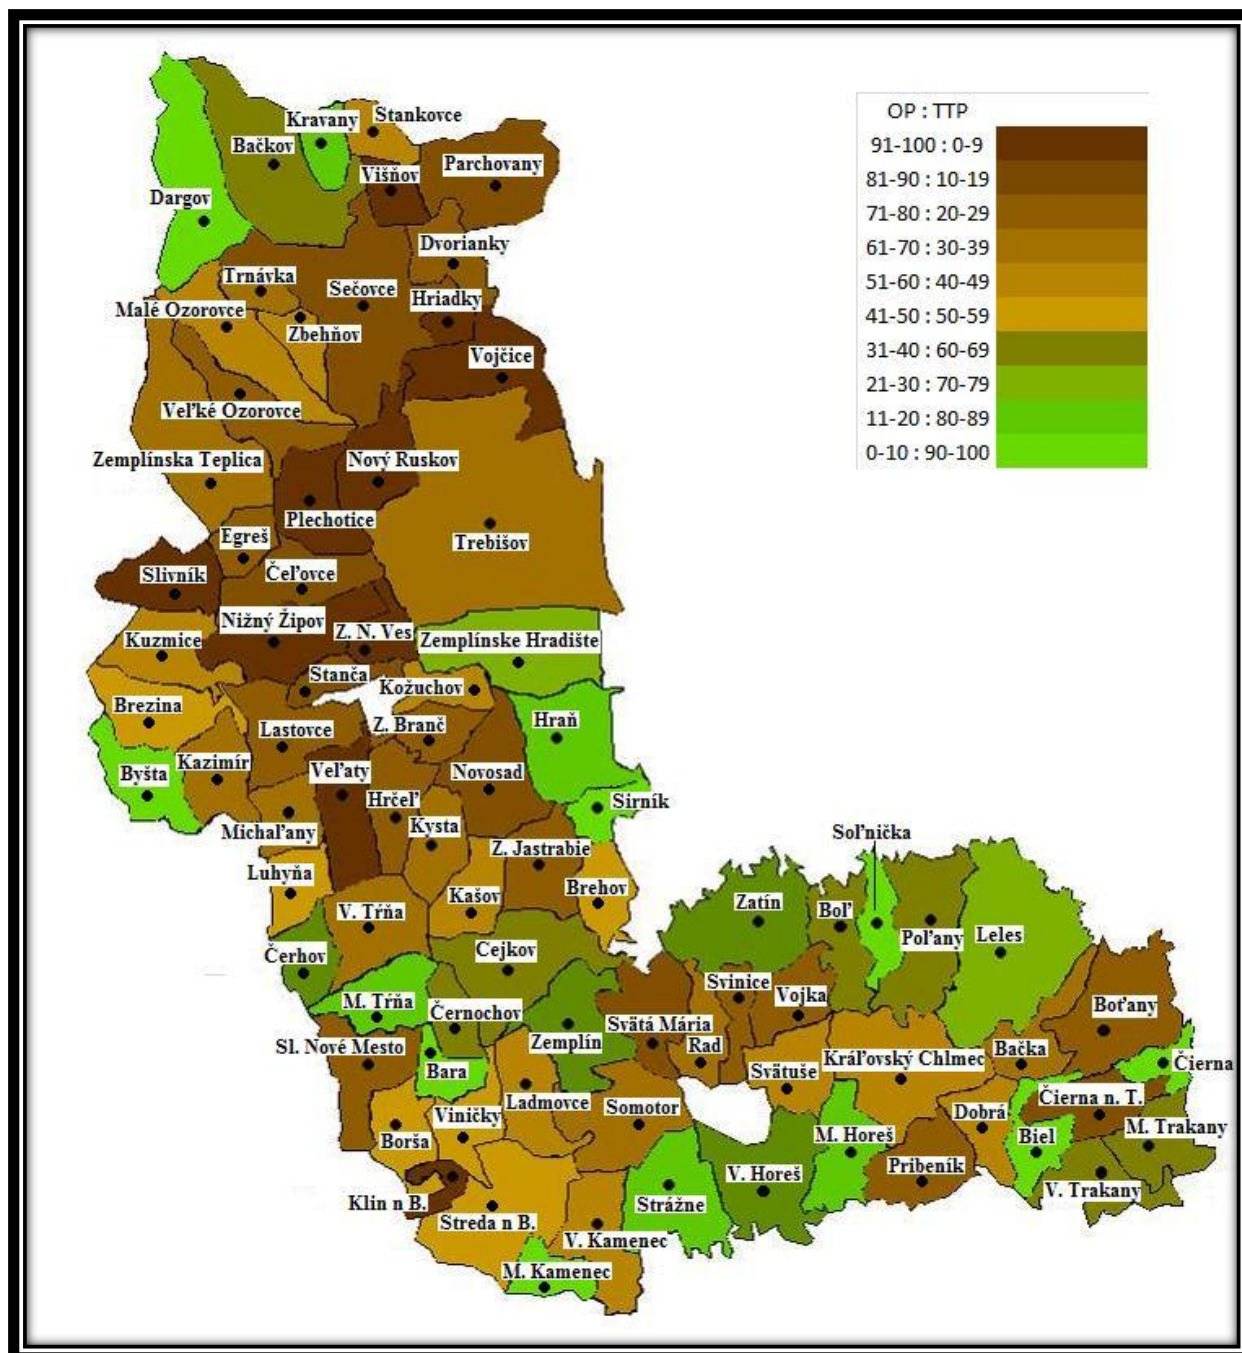 OP : TTP
91-100 : 0-9
81-90 : 10-19
71-80 : 20-29
61-70 : 30-39
51-60 : 40-49
41-50 : 50-59
31-40 : 60-69
21-30 : 70-79
11-20 : 80-89
0-10 : 90-100
Stankovce
Kravany
Bačkov
Višňov
Parchovany
Dargov
Dvorianky
Trnávka
Sečovce
Hriadky
Malé Ozorovce
Zbehňov
Vojčice
Veľké Ozorovce
Zemplínska Teplica
Nový Ruskov
Plechotice
Egreš
Trebišov
Slivník
Čeľovce
Nižný Žipov
Kuzmice
Z. N. Ves
Zemplínske Hradište
Stanča
Kožuchov
Brezina
Lastovce
Z. Branč
Hraň
Byšta
Kazimír
Veľaty
Novosad
Hrčeľ
Sirník
Michaľany
Kysta
Soľnička
Z. Jastrabie
Luhyňa
Brehov
Kašov
Zatín
Boľ
V. Tŕňa
Poľany
Leles
Čerhov
Cejkov
Svinice
Vojka
M. Tŕňa
Černochov
Svätá Mária
Boťany
Zemplín
Sl. Nové Mesto
Rad
Kráľovský Chlmec
Bačka
Bara
Svätuše
Čierna
Ladmovce
Čierna n. T.
Viničky
Somotor
Dobrá
Borša
M. Horeš
Biel
M. Trakany
Pribeník
V. Horeš
Klin n B.
Strážne
V. Trakany
Streda n B.
V. Kamenec
M. Kamenec